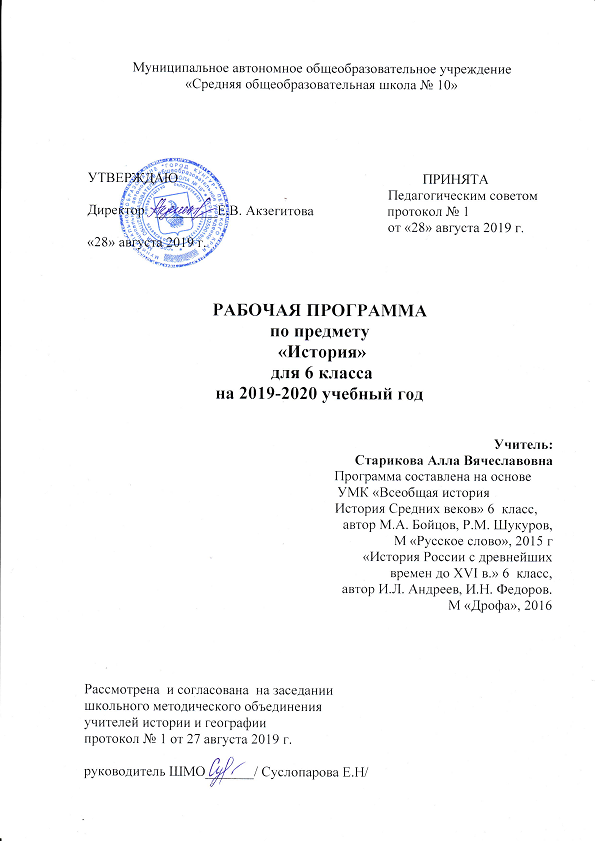 Муниципальное автономное общеобразовательное учреждение
«Средняя общеобразовательная школа № 10»
УТВЕРЖДАЮ
Директор Е.В. Акзегитова
«28» августа 2019 г.
ПРИНЯТА
Педагогическим советом
протокол № 1
от «28» августа 2019 г.
РАБОЧАЯ ПРОГРАММА
по предмету
«История»
для 6 класса
на 2019-2020 учебный год
Учитель:
Старикова Алла Вячеславовна
Программа составлена на основе
УМК «Всеобщая история
История Средних веков» 6 класс,
автор М.А. Бойцов, Р.М. Шукуров,
М «Русское слово», 2015 г
«История России с древнейших
времен до XVI в.» 6 класс,
автор И.Л. Андреев, И.Н. Федоров.
М «Дрофа», 2016
Рассмотрена и согласована на заседании
школьного методического объединения
учителей истории и географии
протокол № 1 от 27 августа 2019 г.
руководитель ШМО_______/ Суслопарова Е.Н/